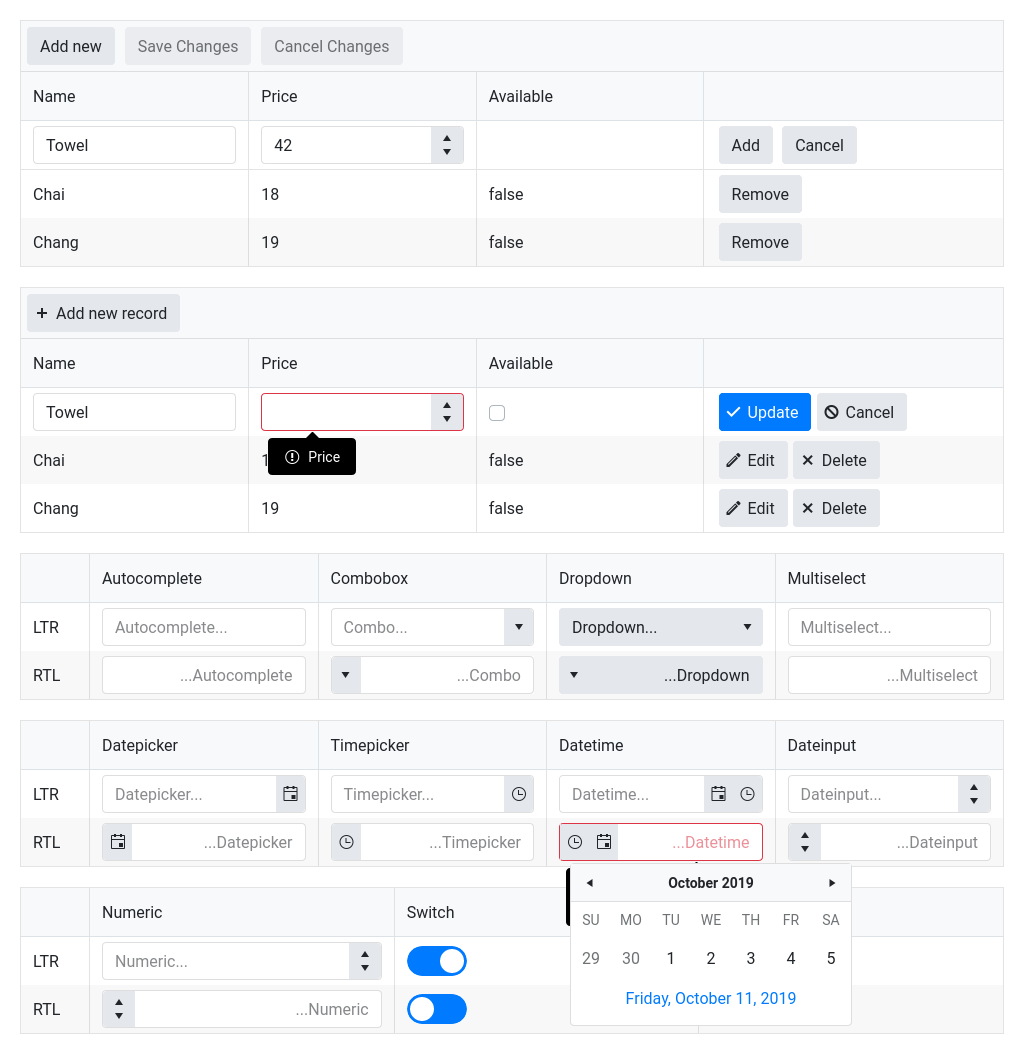 Add new Save Changes Cancel Changes
Name Price Available
Towel 42 Add Cancel
Chai 18 false Remove
Chang 19 false Remove
+ Add new record
Name Price Available
Towel Update Cancel
Price
Chai false Edit Delete
Chang 19 false Edit Delete
Autocomplete Combobox Dropdown Multiselect
LTR Autocomplete... Combo... Dropdown... Multiselect...
RTL ...Autocomplete ...Combo ...Dropdown ...Multiselect
Datepicker Timepicker Datetime Dateinput
LTR Datepicker... Timepicker... Datetime... Dateinput...
RTL ...Datepicker ...Timepicker ...Datetime ...Dateinput
Numeric Switch
LTR Numeric...
RTL ...Numeric
October 2019
SU MO TU WE TH FR SA
29 30 1 2 3 4 5
Friday, October 11, 2019